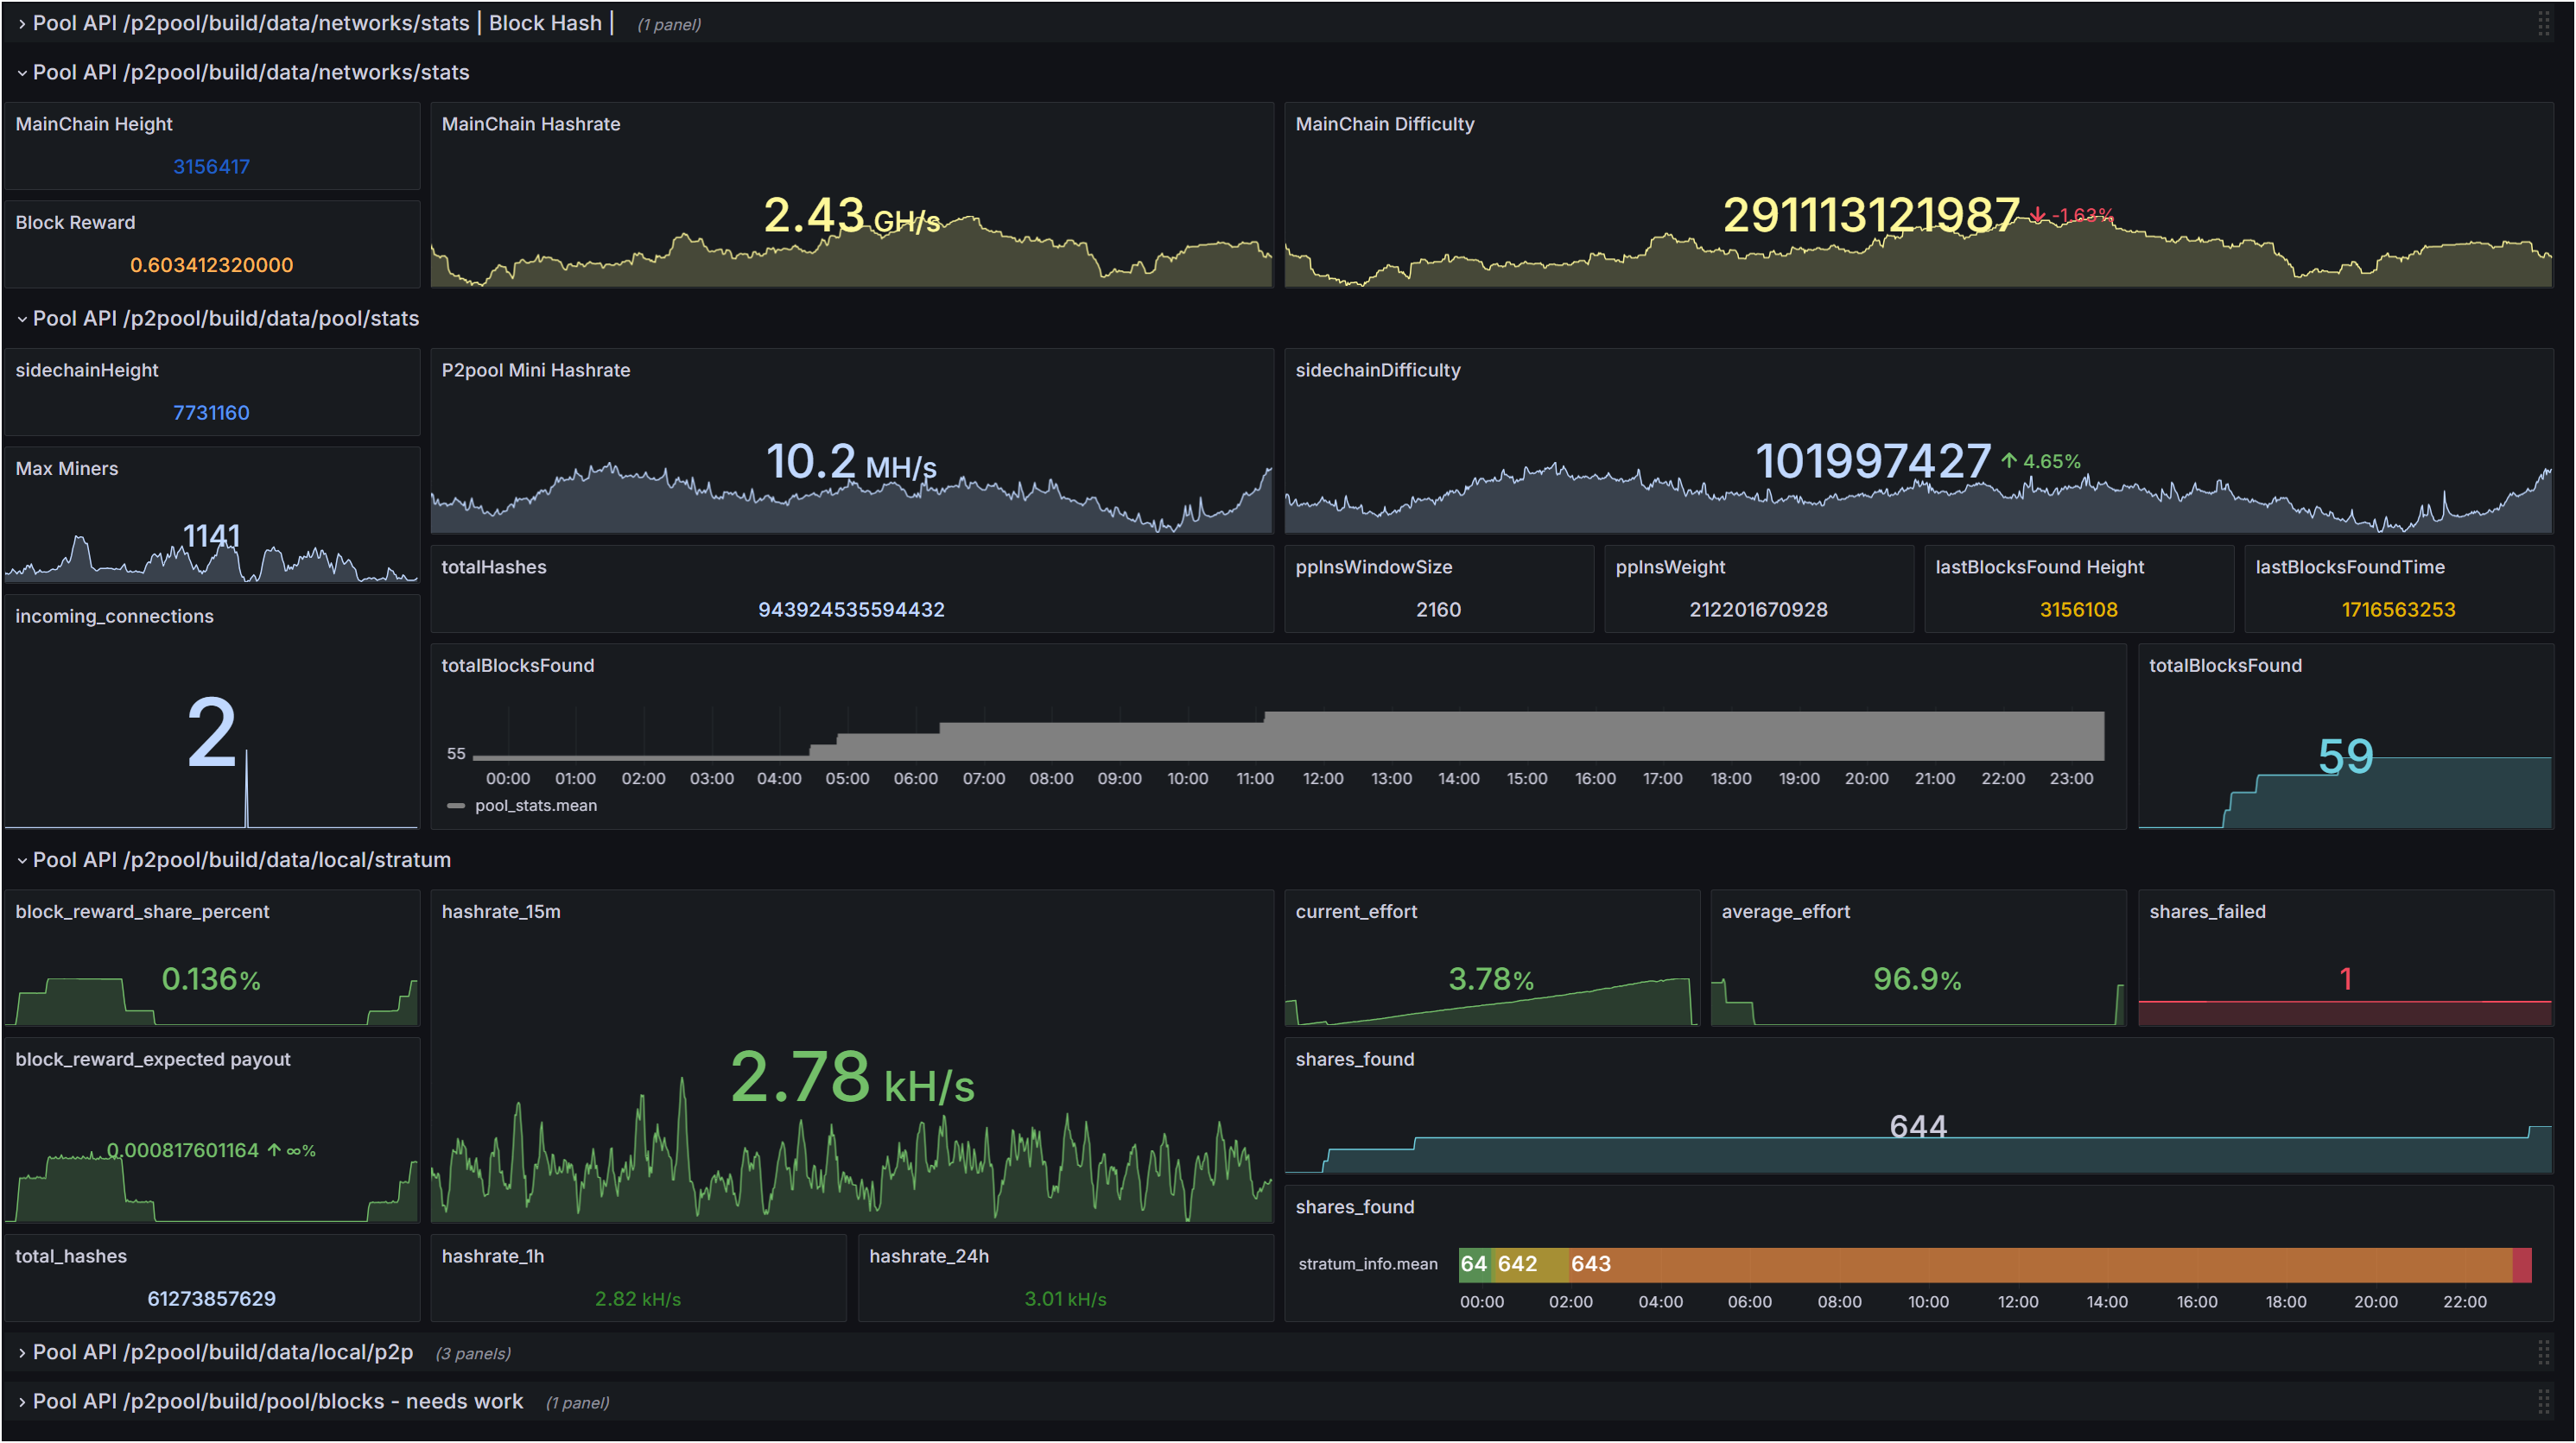 Pool API /p2pool/build/data/networks/stats | Block Hash | (1 panel)
Pool API /p2pool/build/data/networks/stats
MainChain Height
3156417
Block Reward
0.603412320000
MainChain Hashrate
2.43 GH/s
MainChain Difficulty
291113121987 ↓ -1.63%
Pool API /p2pool/build/data/pool/stats
sidechainHeight
7731160
Max Miners
1141
incoming_connections
2
P2pool Mini Hashrate
10.2 MH/s
sidechainDifficulty
101997427 ↑ 4.65%
totalHashes
943924535594432
pplnsWindowSize
2160
pplnsWeight
212201670928
lastBlocksFound Height
3156108
lastBlocksFoundTime
1716563253
totalBlocksFound
55
00:00 01:00 02:00 03:00 04:00 05:00 06:00 07:00 08:00 09:00 10:00 11:00 12:00 13:00 14:00 15:00 16:00 17:00 18:00 19:00 20:00 21:00 22:00 23:00
pool_stats.mean
totalBlocksFound
59
Pool API /p2pool/build/data/local/stratum
block_reward_share_percent
0.136%
block_reward_expected payout
0.000817601164 ↑ ∞%
total_hashes
61273857629
hashrate_15m
2.78 kH/s
hashrate_1h
2.82 kH/s
hashrate_24h
3.01 kH/s
current_effort
3.78%
average_effort
96.9%
shares_failed
1
shares_found
644
shares_found
stratum_info.mean 64 642 643
00:00 02:00 04:00 06:00 08:00 10:00 12:00 14:00 16:00 18:00 20:00 22:00
Pool API /p2pool/build/data/local/p2p (3 panels)
Pool API /p2pool/build/pool/blocks - needs work (1 panel)